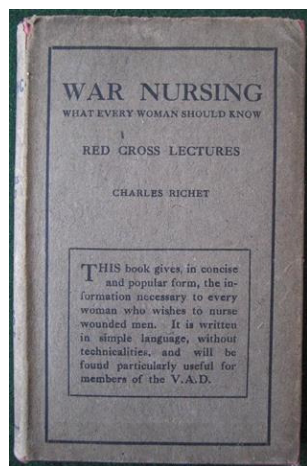 WAR NURSING
WHAT EVERY WOMAN SHOULD KNOW
RED CROSS LECTURES
CHARLES RICHET
THIS book gives, in concise
and popular form, the in-
formation necessary to every
woman who wishes to nurse
wounded men. It is written
in simple language, without
technicalities, and will be
found particularly useful for
members of the V.A.D.